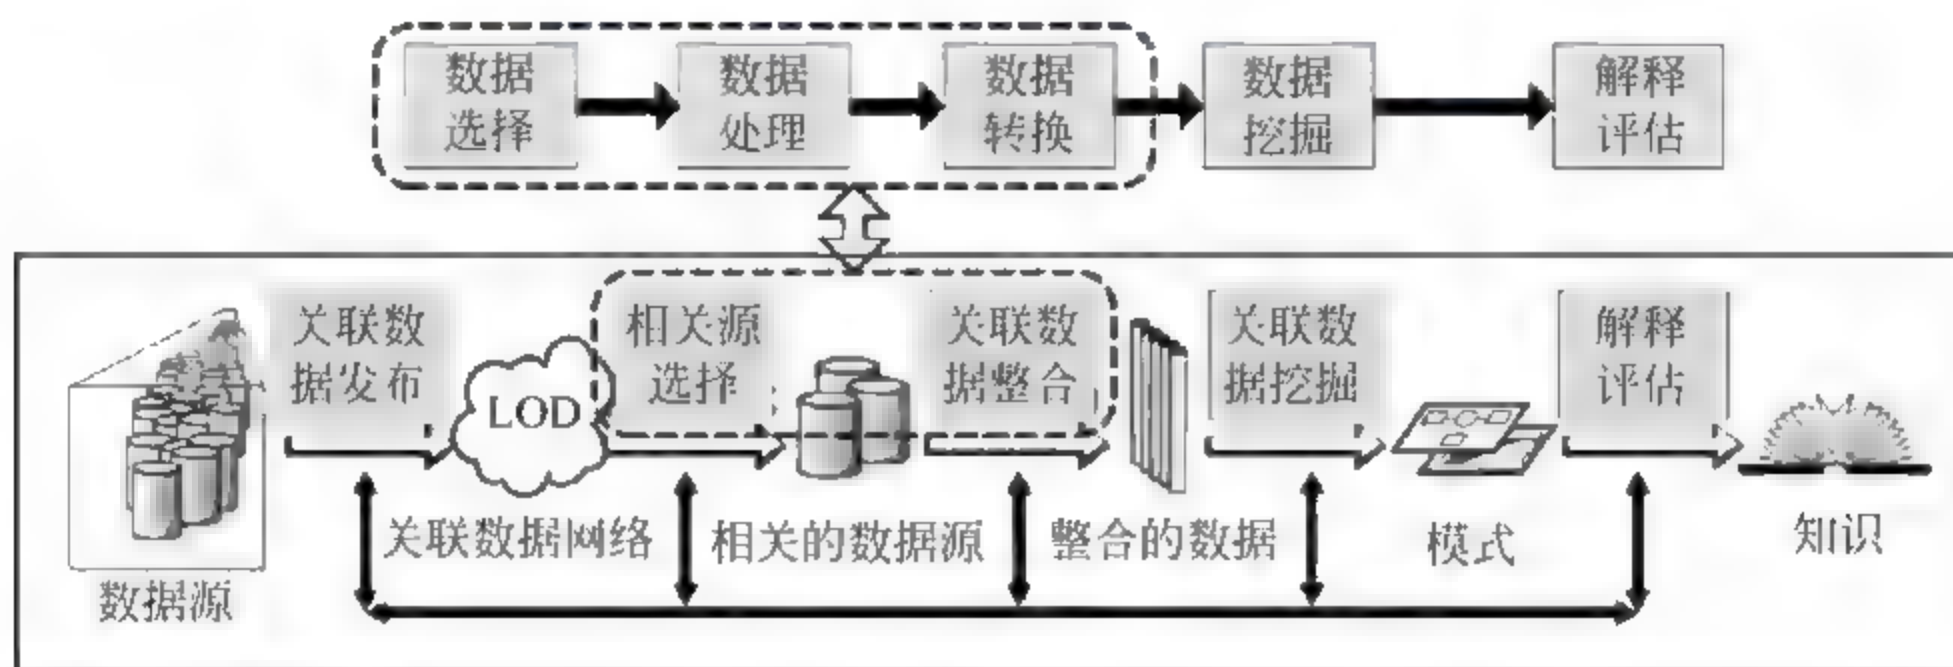 数据
选择
数据
处理
数据
转换
数据
挖掘
解释
评估
关联数
据发布
LOD
相关源
选择
关联数
据整合
关联数
据挖掘
解释
评估
数据源
关联数据网络
相关的数据源
整合的数据
模式
知识